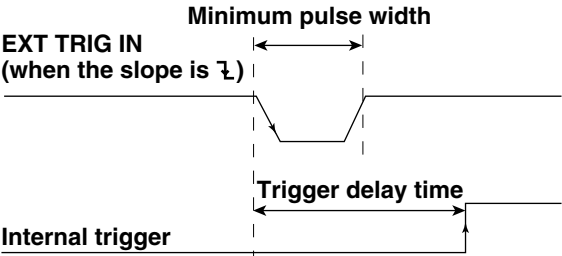 Minimum pulse width
EXT TRIG IN
(when the slope is )
Trigger delay time
Internal trigger